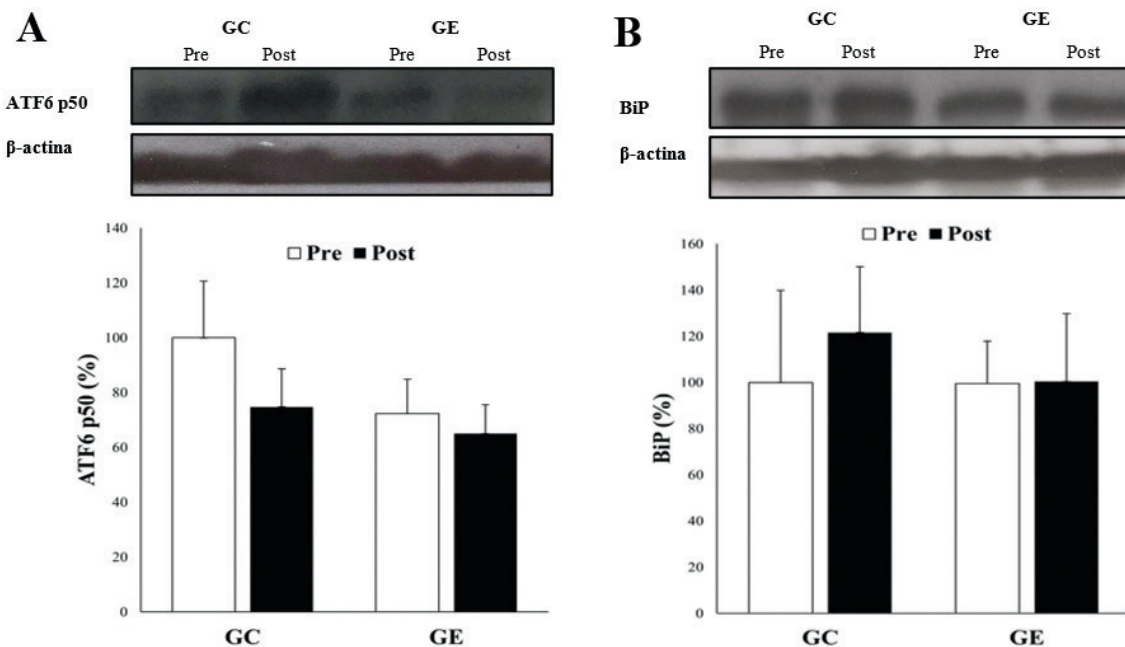 A
GC GE
Pre Post Pre Post
ATF6 p50
β-actina
140
120
100
80
60
40
20
0
ATF6 p50 (%)
Pre Post
GC GE
B
GC GE
Pre Post Pre Post
BiP
β-actina
160
140
120
100
80
60
40
20
0
BiP (%)
Pre Post
GC GE